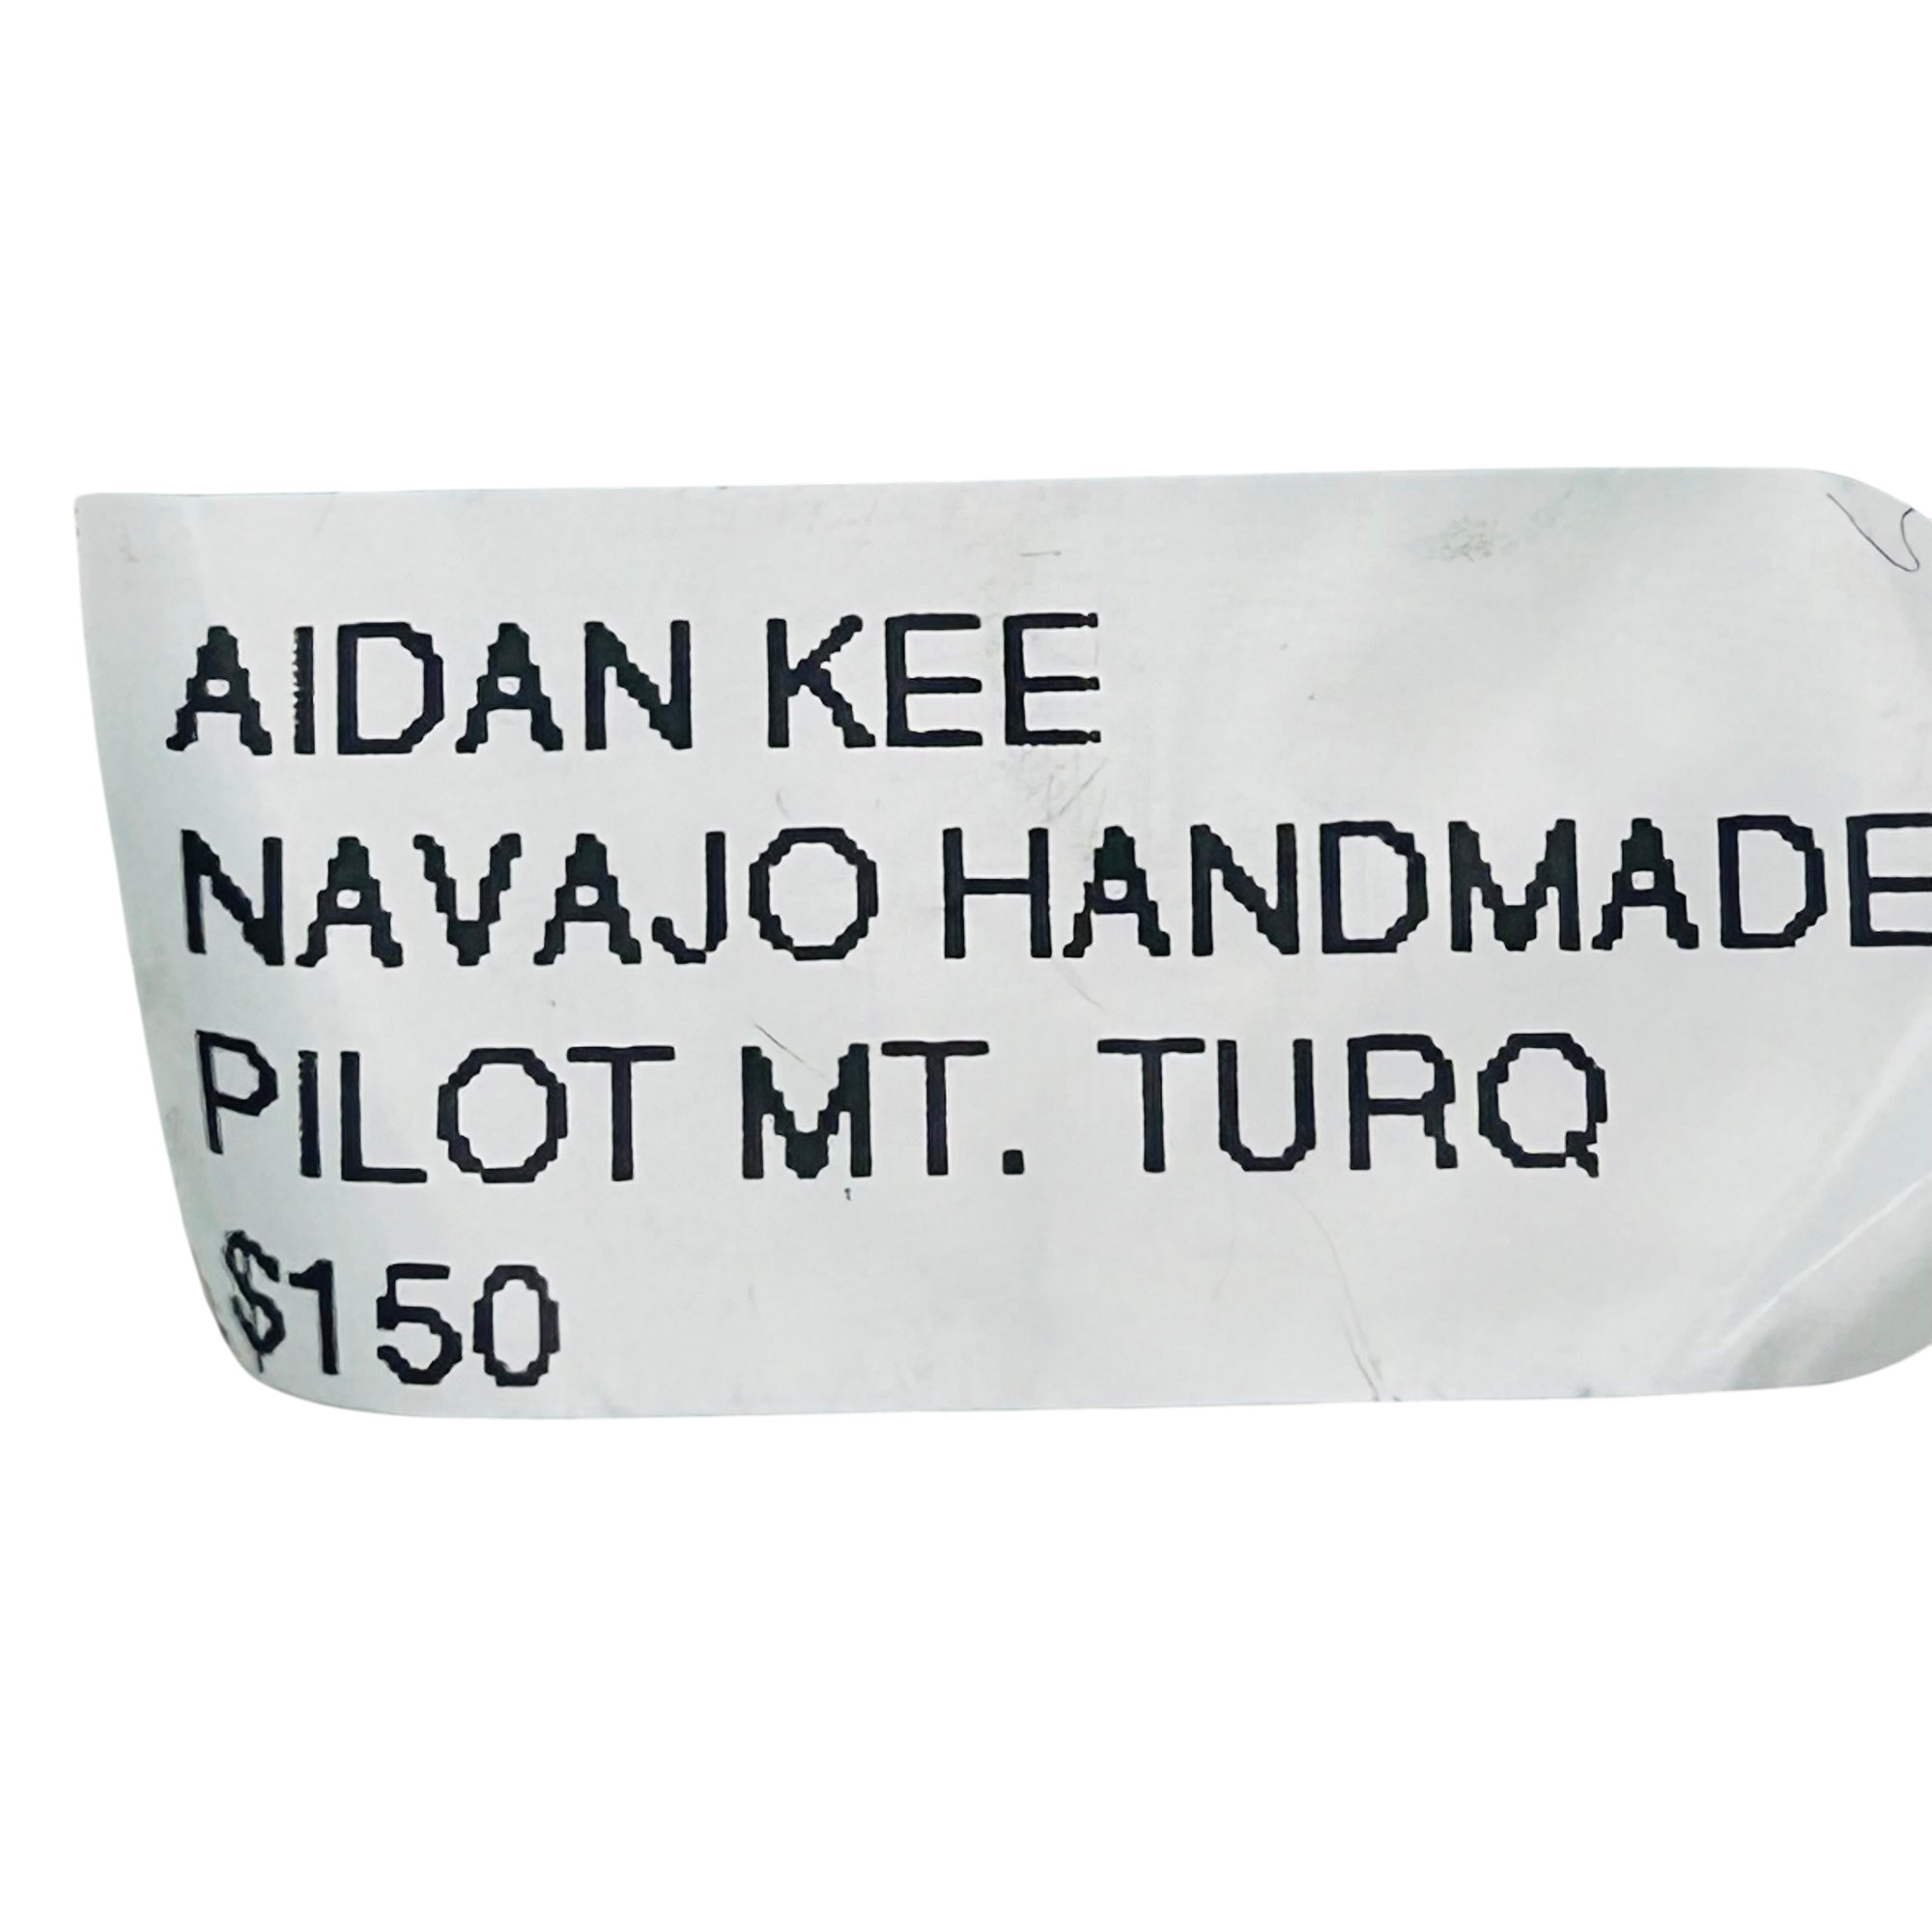 AIDAN KEE
NAVAJO HANDMADE
PILOT MT. TURQ
$150